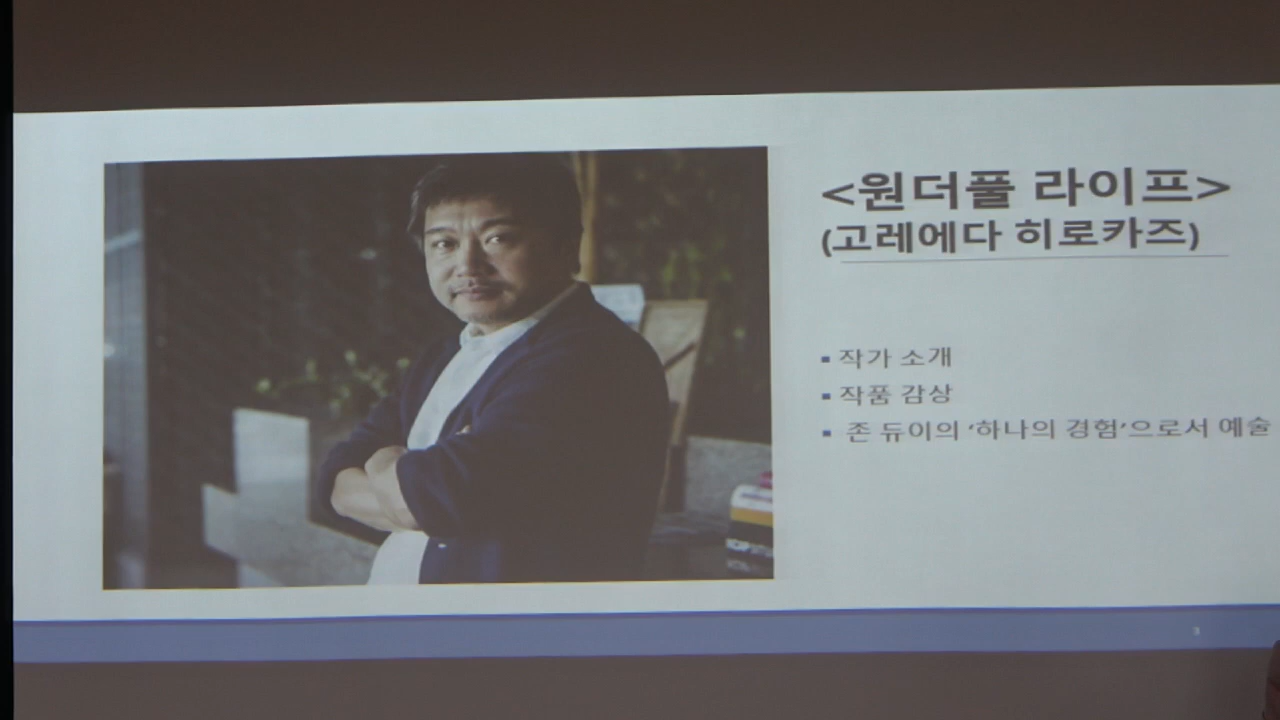 <원더풀 라이프>
(고레에다 히로카즈)
▪ 작가 소개
▪ 작품 감상
▪ 존 듀이의 ‘하나의 경험’으로서 예술
3